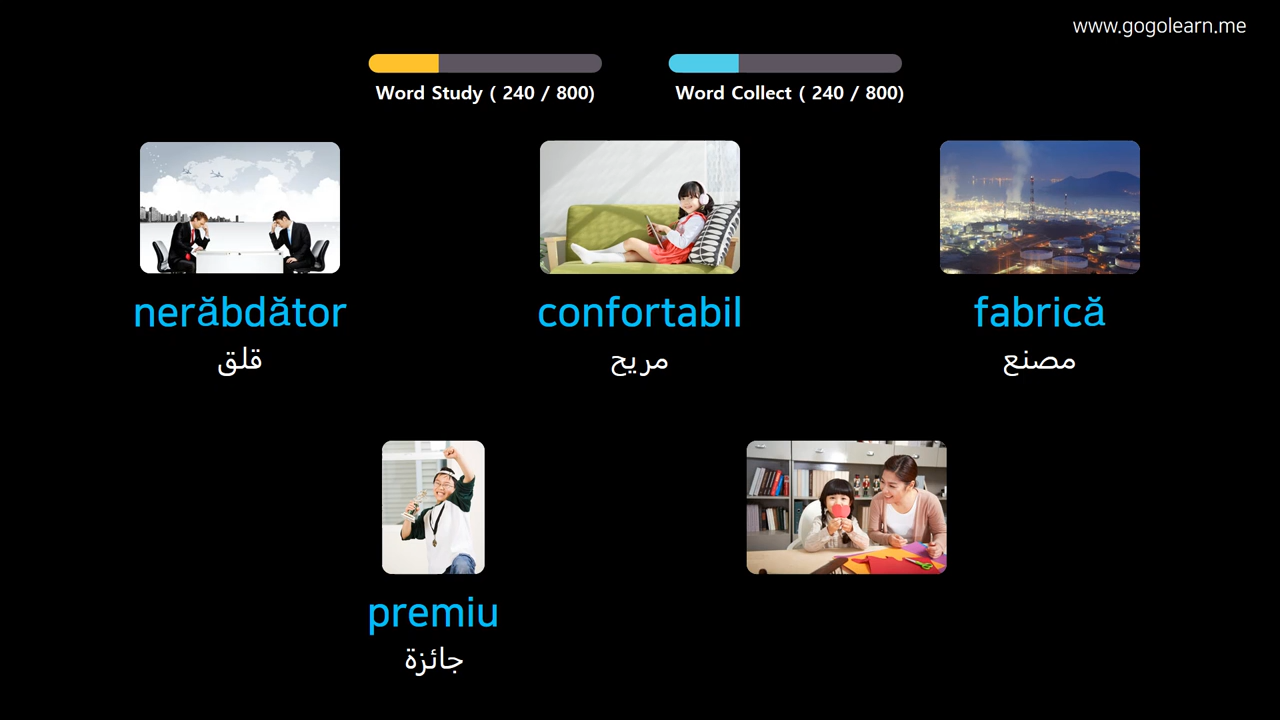 www.gogolearn.me
Word Study ( 240 / 800)
Word Collect ( 240 / 800)
nerăbdător
قلق
confortabil
مريح
fabrică
مصنع
premiu
جائزة